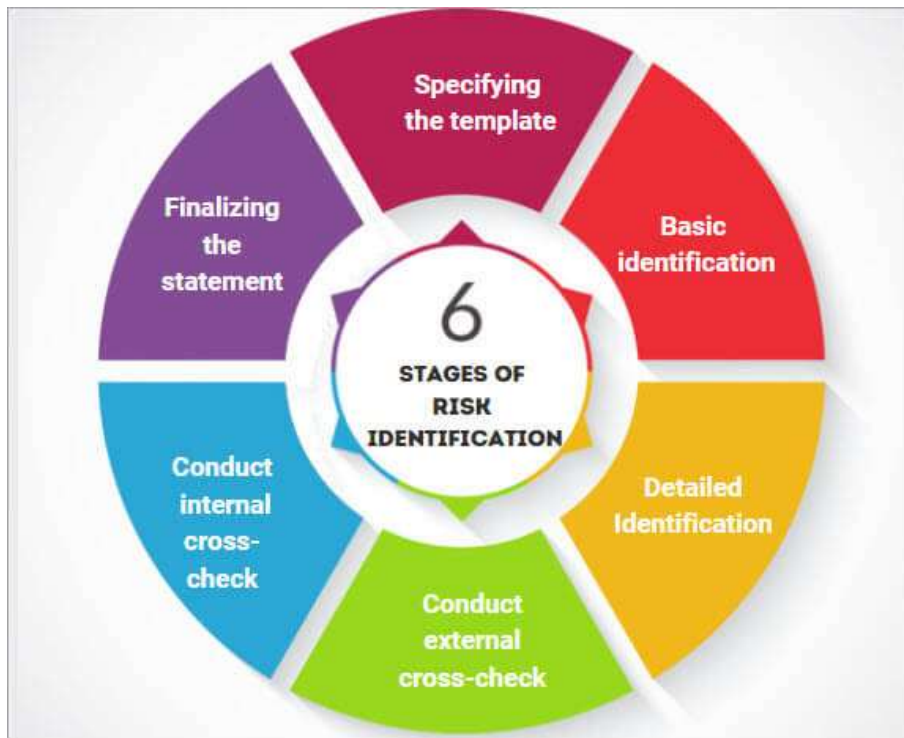 Specifying
the template
Basic
identification
Detailed
Identification
Conduct
external
cross-check
Conduct
internal
cross-
check
Finalizing
the
statement
6
STAGES OF
RISK
IDENTIFICATION